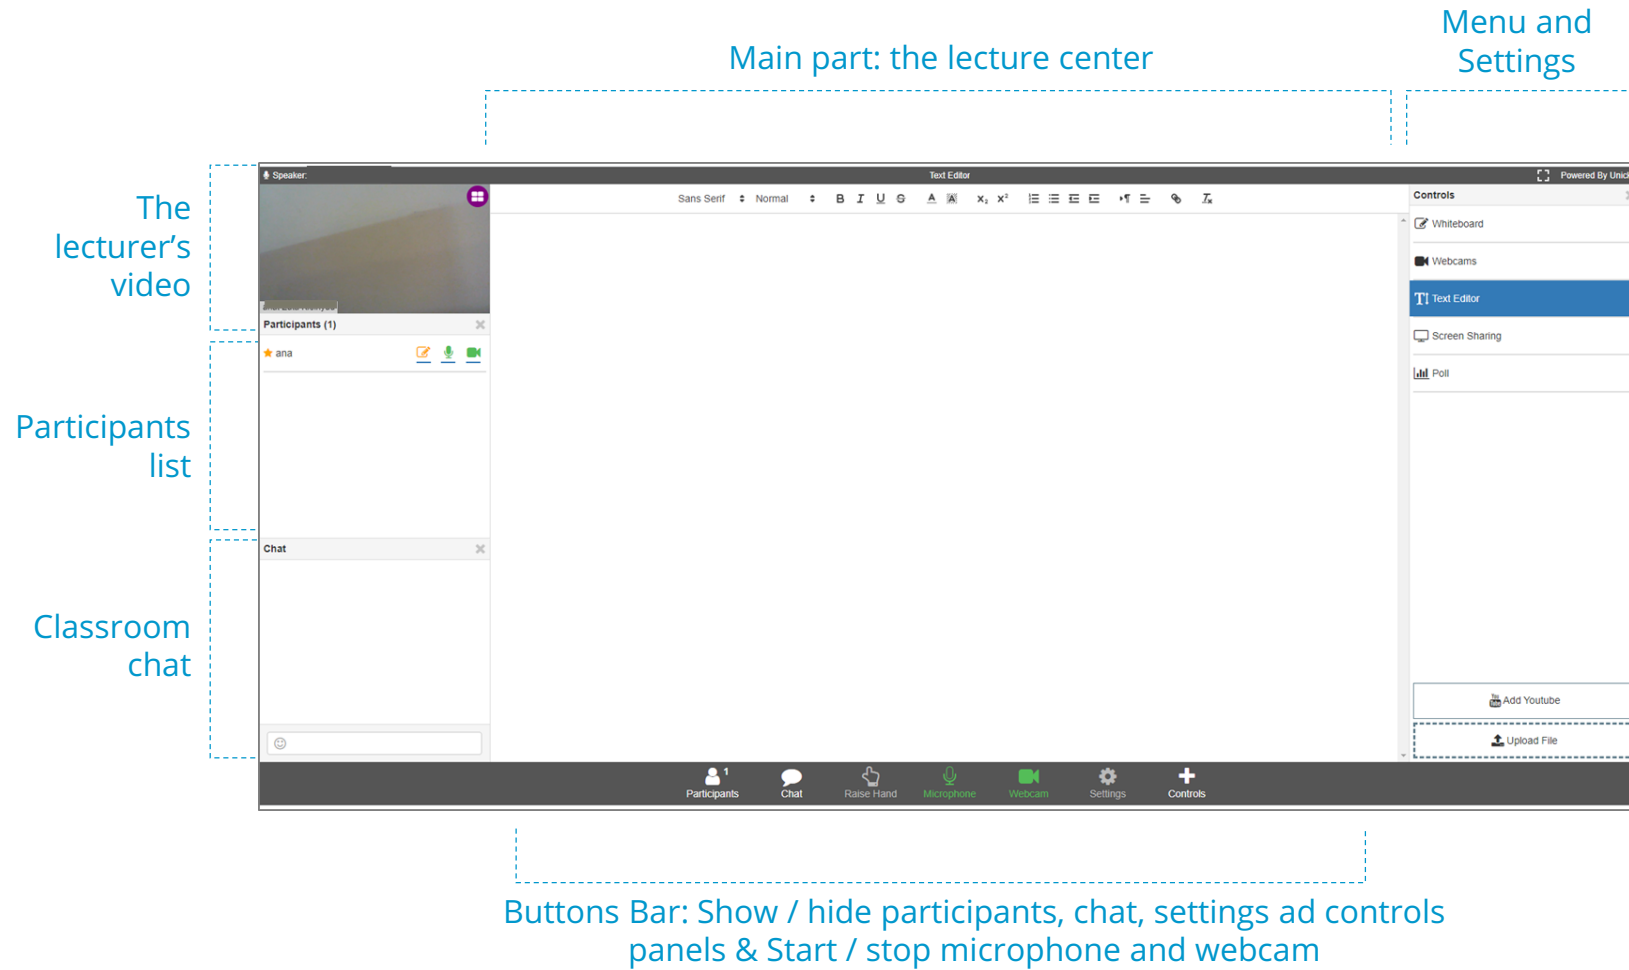 Menu and
Settings
Main part: the lecture center
The
lecturer’s
video
Participants
list
Classroom
chat
Speaker:
Text Editor
Powered By
Sans Serif Normal B I U S A A X₂ X²
Controls
Whiteboard
Webcams
Text Editor
Screen Sharing
Poll
Participants (1)
ana
Chat
Add Youtube
Upload File
1
Participants Chat Raise Hand Microphone Webcam Settings Controls
Buttons Bar: Show / hide participants, chat, settings ad controls
panels & Start / stop microphone and webcam